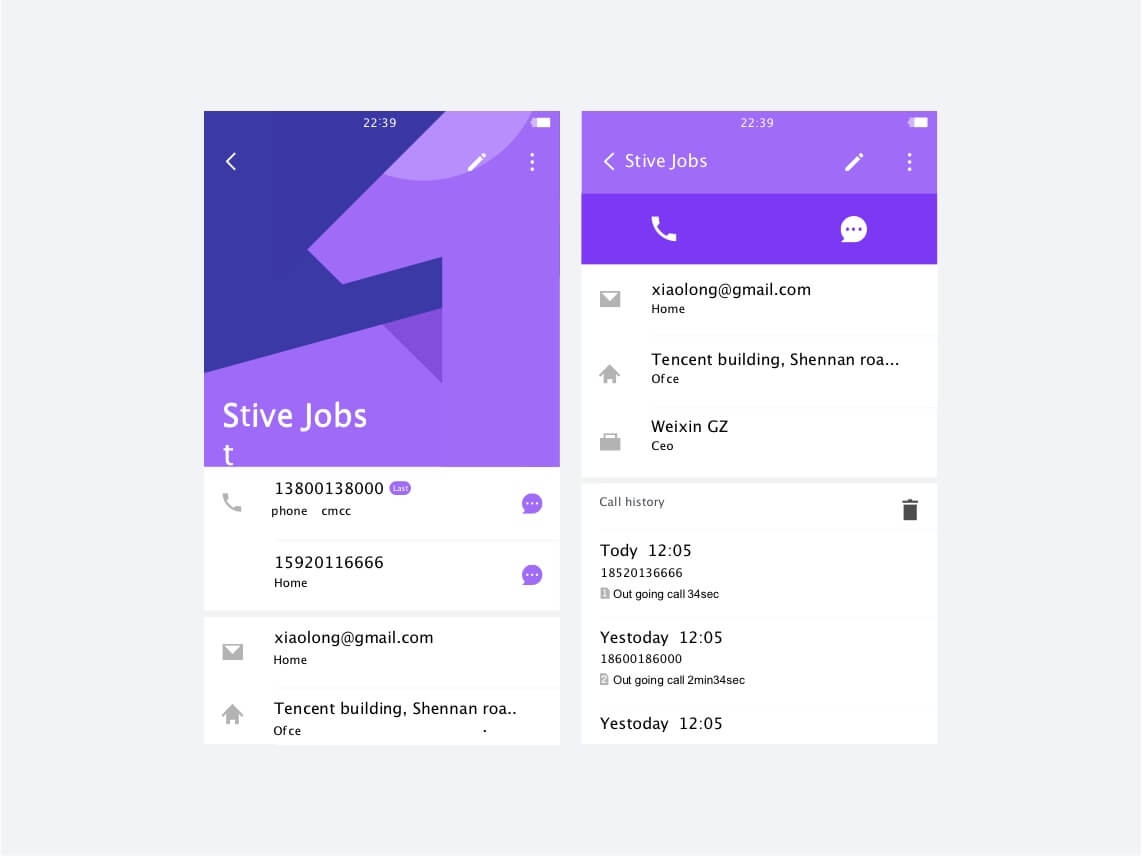 22:39
Stive Jobs
t
13800138000 Last
phone cmcc
15920116666
Home
xiaolong@gmail.com
Home
Tencent building, Shennan roa..
Ofce .
22:39
Stive Jobs
xiaolong@gmail.com
Home
Tencent building, Shennan roa...
Ofce
Weixin GZ
Ceo
Call history
Tody 12:05
18520136666
1 Out going call 34sec
Yestoday 12:05
18600186000
2 Out going call 2min34sec
Yestoday 12:05